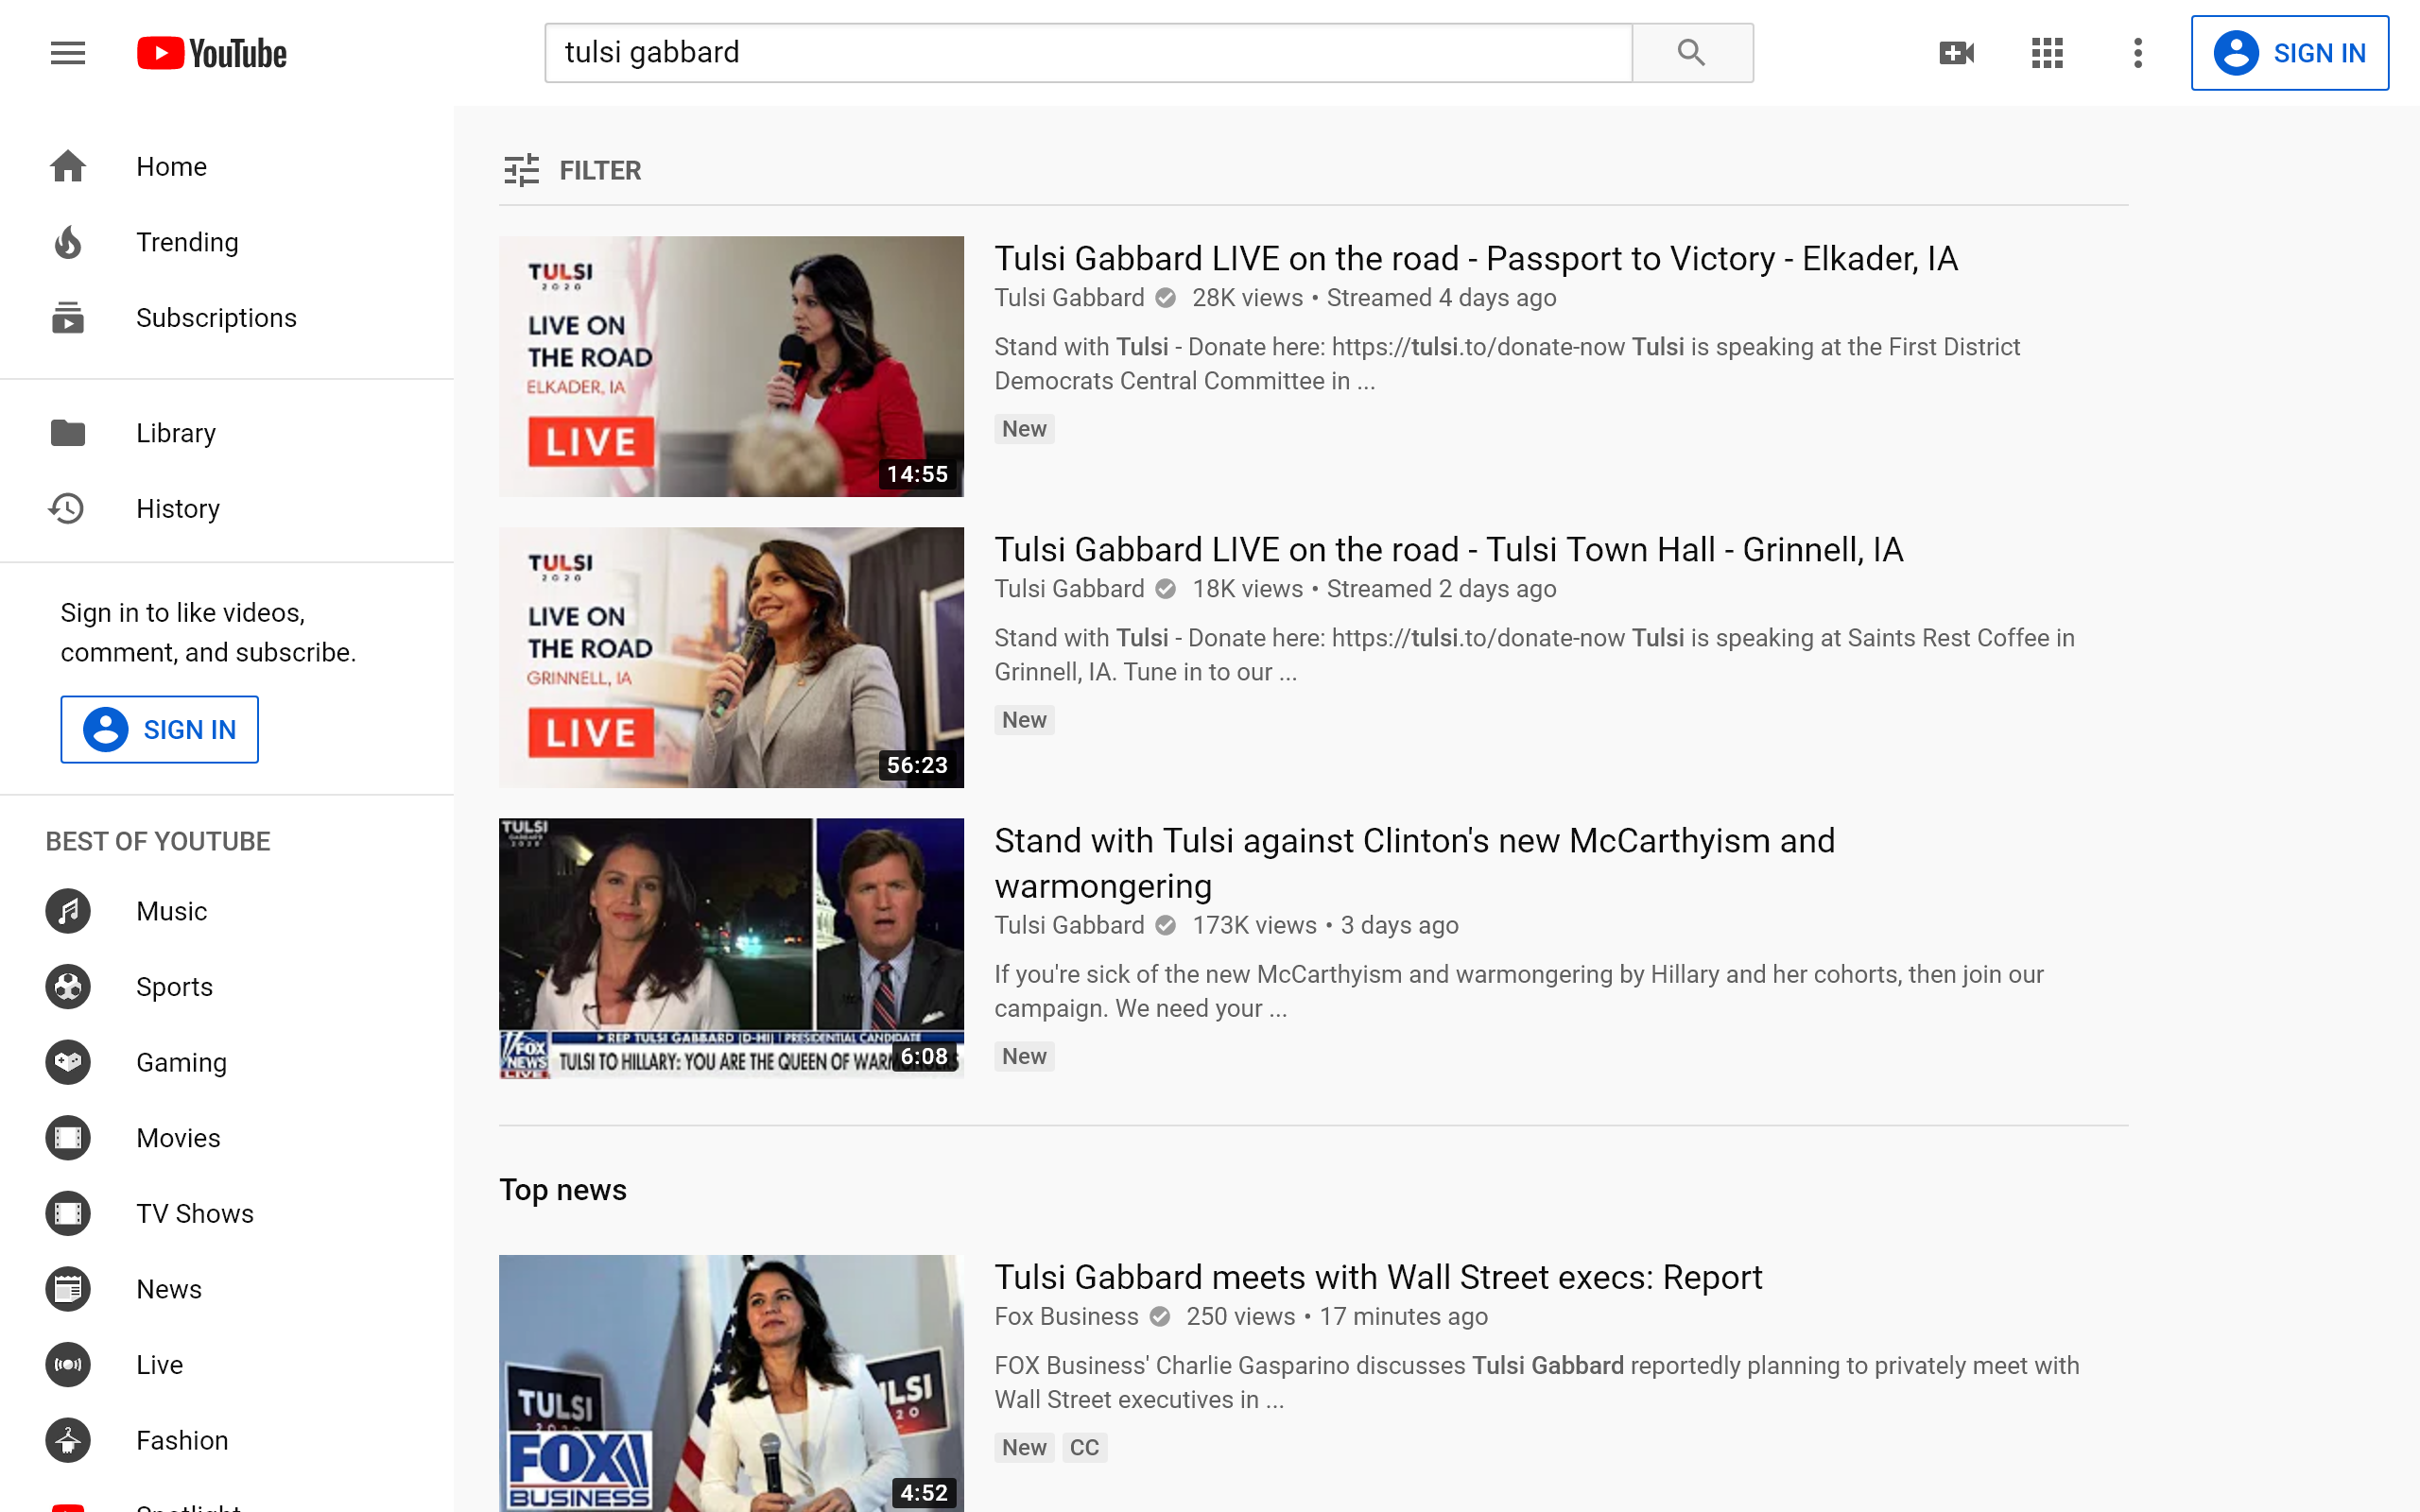 YouTube
tulsi gabbard
SIGN IN
Home
Trending
Subscriptions
Library
History
Sign in to like videos,
comment, and subscribe.
SIGN IN
BEST OF YOUTUBE
Music
Sports
Gaming
Movies
TV Shows
News
Live
Fashion
Spotlight
FILTER
TULSI
2020
LIVE ON
THE ROAD
ELKADER, IA
LIVE
14:55
Tulsi Gabbard LIVE on the road - Passport to Victory - Elkader, IA
Tulsi Gabbard 28K views • Streamed 4 days ago
Stand with Tulsi - Donate here: https://tulsi.to/donate-now Tulsi is speaking at the First District
Democrats Central Committee in ...
New
TULSI
2020
LIVE ON
THE ROAD
GRINNELL, IA
LIVE
56:23
Tulsi Gabbard LIVE on the road - Tulsi Town Hall - Grinnell, IA
Tulsi Gabbard 18K views • Streamed 2 days ago
Stand with Tulsi - Donate here: https://tulsi.to/donate-now Tulsi is speaking at Saints Rest Coffee in
Grinnell, IA. Tune in to our ...
New
TULSI
GABBARD
2020
REP TULSI GABBARD (D-HI) | PRESIDENTIAL CANDIDATE
FOX
NEWS
LIVE
TULSI TO HILLARY: YOU ARE THE QUEEN OF WARMONGERS
6:08
Stand with Tulsi against Clinton's new McCarthyism and
warmongering
Tulsi Gabbard 173K views • 3 days ago
If you're sick of the new McCarthyism and warmongering by Hillary and her cohorts, then join our
campaign. We need your ...
New
Top news
TULSI
2020
ULSI
20
FOX
BUSINESS
4:52
Tulsi Gabbard meets with Wall Street execs: Report
Fox Business 250 views • 17 minutes ago
FOX Business' Charlie Gasparino discusses Tulsi Gabbard reportedly planning to privately meet with
Wall Street executives in ...
New CC